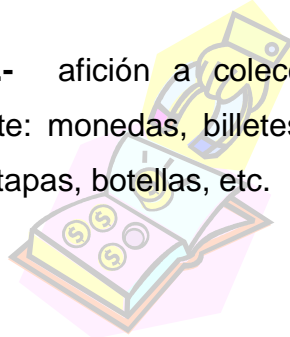 .- afición a colec
te: monedas, billetes
tapas, botellas, etc.